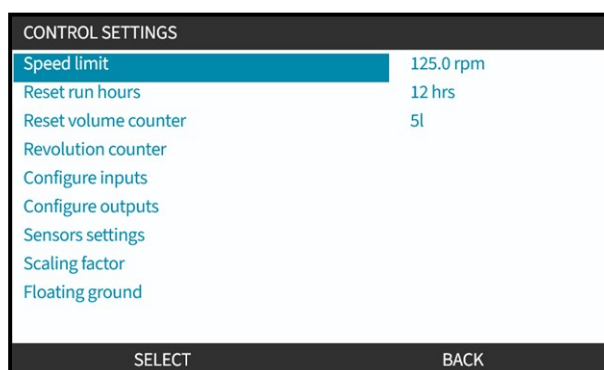 CONTROL SETTINGS
Speed limit 125.0 rpm
Reset run hours 12 hrs
Reset volume counter 5l
Revolution counter
Configure inputs
Configure outputs
Sensors settings
Scaling factor
Floating ground
SELECT BACK